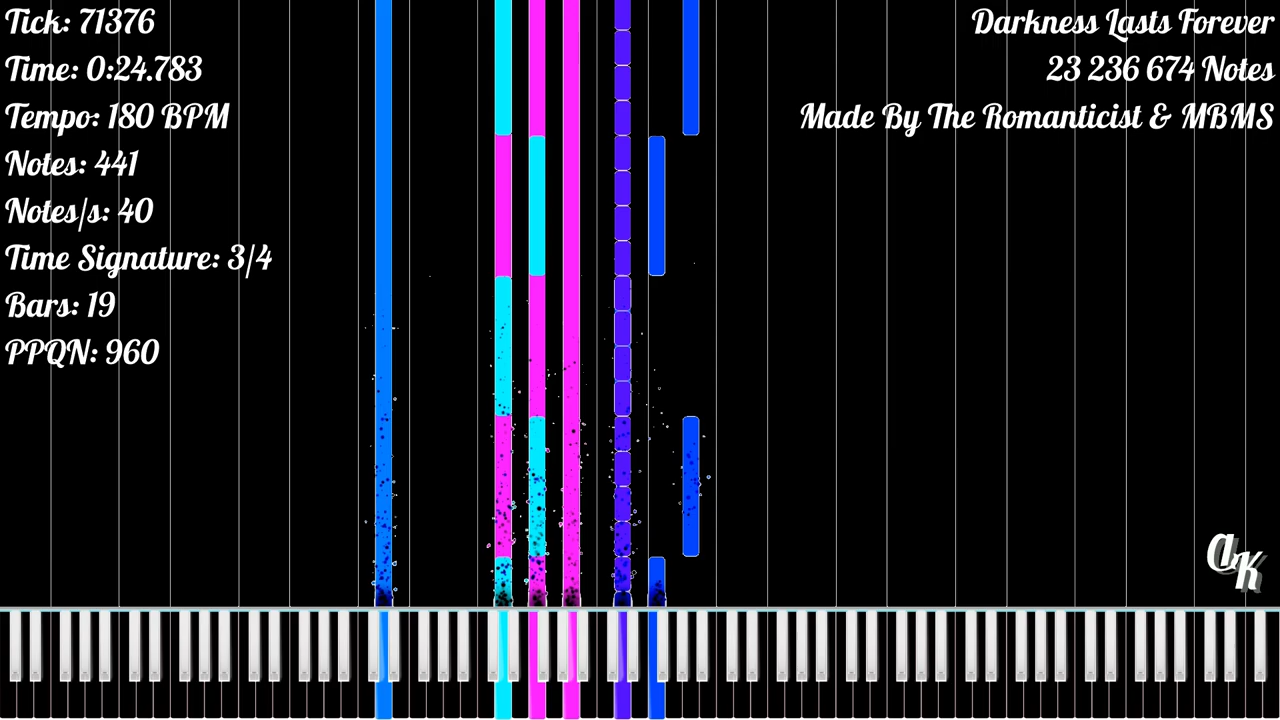 Tick: 71376
Time: 0:24.783
Tempo: 180 BPM
Notes: 441
Notes/s: 40
Time Signature: 3/4
Bars: 19
PPQN: 960
Darkness Lasts Forever
23 236 674 Notes
Made By The Romanticist & MBMS
aK